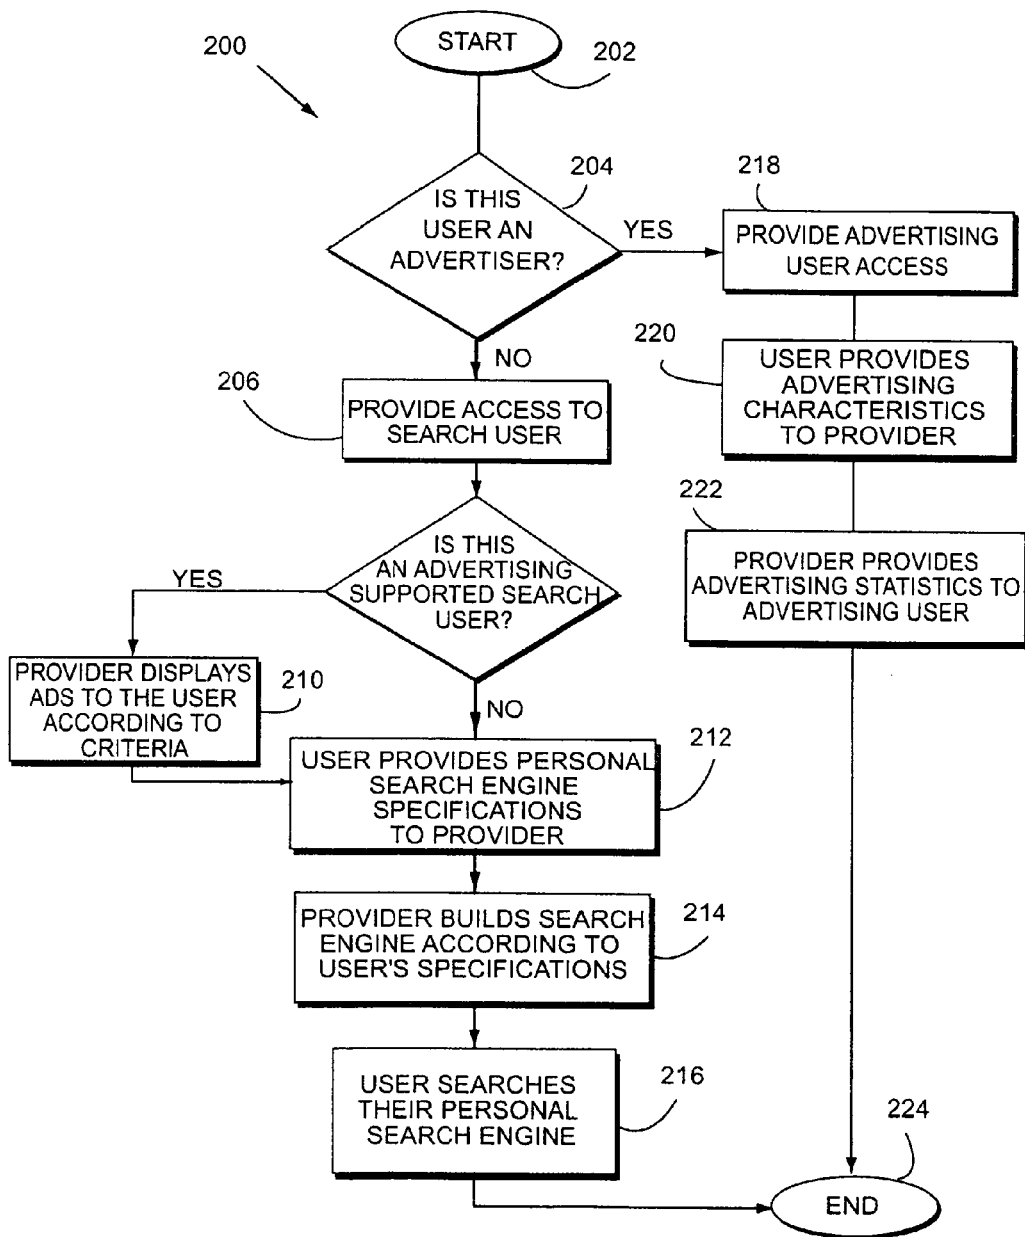 START
200
202
IS THIS
USER AN
ADVERTISER?
204
YES
218
PROVIDE ADVERTISING
USER ACCESS
NO
220
USER PROVIDES
ADVERTISING
CHARACTERISTICS
TO PROVIDER
206
PROVIDE ACCESS TO
SEARCH USER
222
PROVIDER PROVIDES
ADVERTISING STATISTICS TO
ADVERTISING USER
IS THIS
AN ADVERTISING
SUPPORTED SEARCH
USER?
YES
PROVIDER DISPLAYS
ADS TO THE USER
ACCORDING TO
CRITERIA
210
NO
USER PROVIDES PERSONAL
SEARCH ENGINE
SPECIFICATIONS
TO PROVIDER
212
PROVIDER BUILDS SEARCH
ENGINE ACCORDING TO
USER'S SPECIFICATIONS
214
USER SEARCHES
THEIR PERSONAL
SEARCH ENGINE
216
224
END